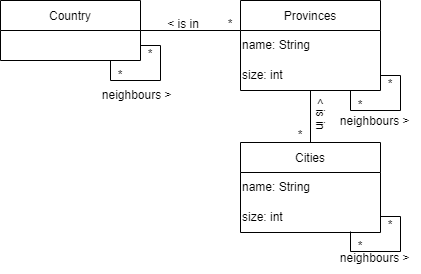 Country
< is in
*
Provinces
name: String
size: int
*
*
neighbours >
*
*
neighbours >
< is in
*
Cities
name: String
size: int
*
*
neighbours >